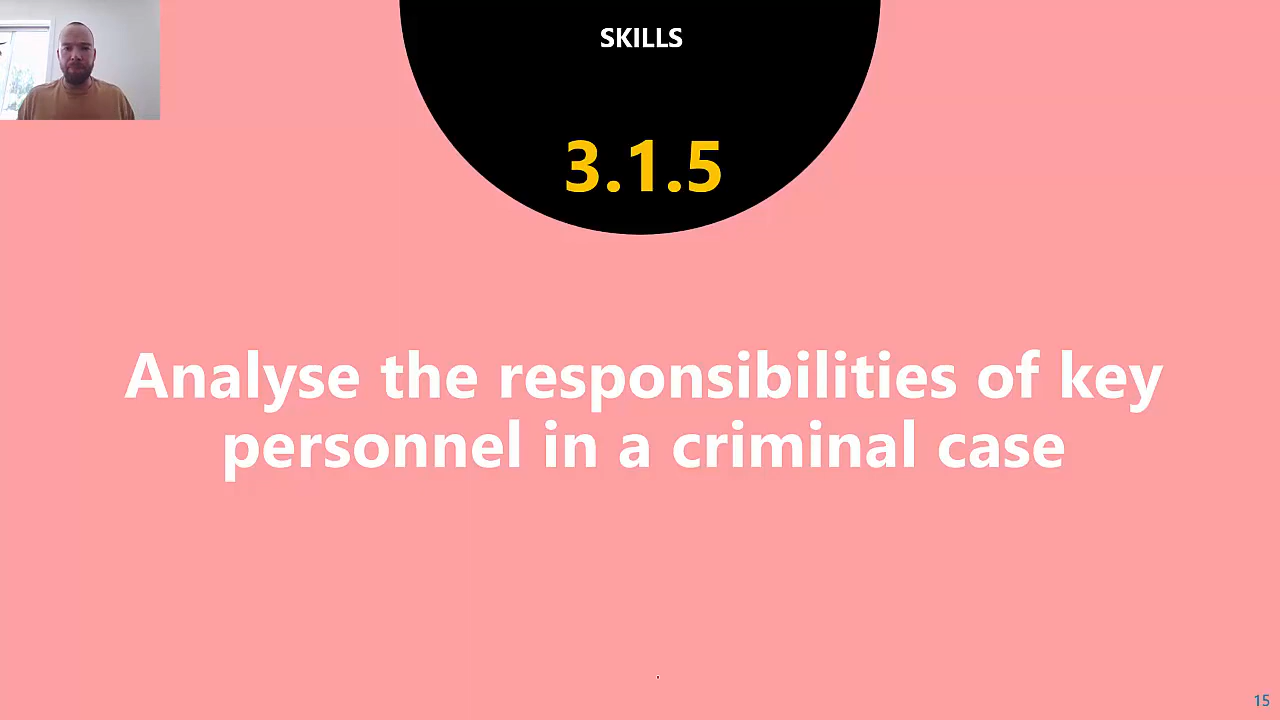 SKILLS
3.1.5
Analyse the responsibilities of key
personnel in a criminal case
15